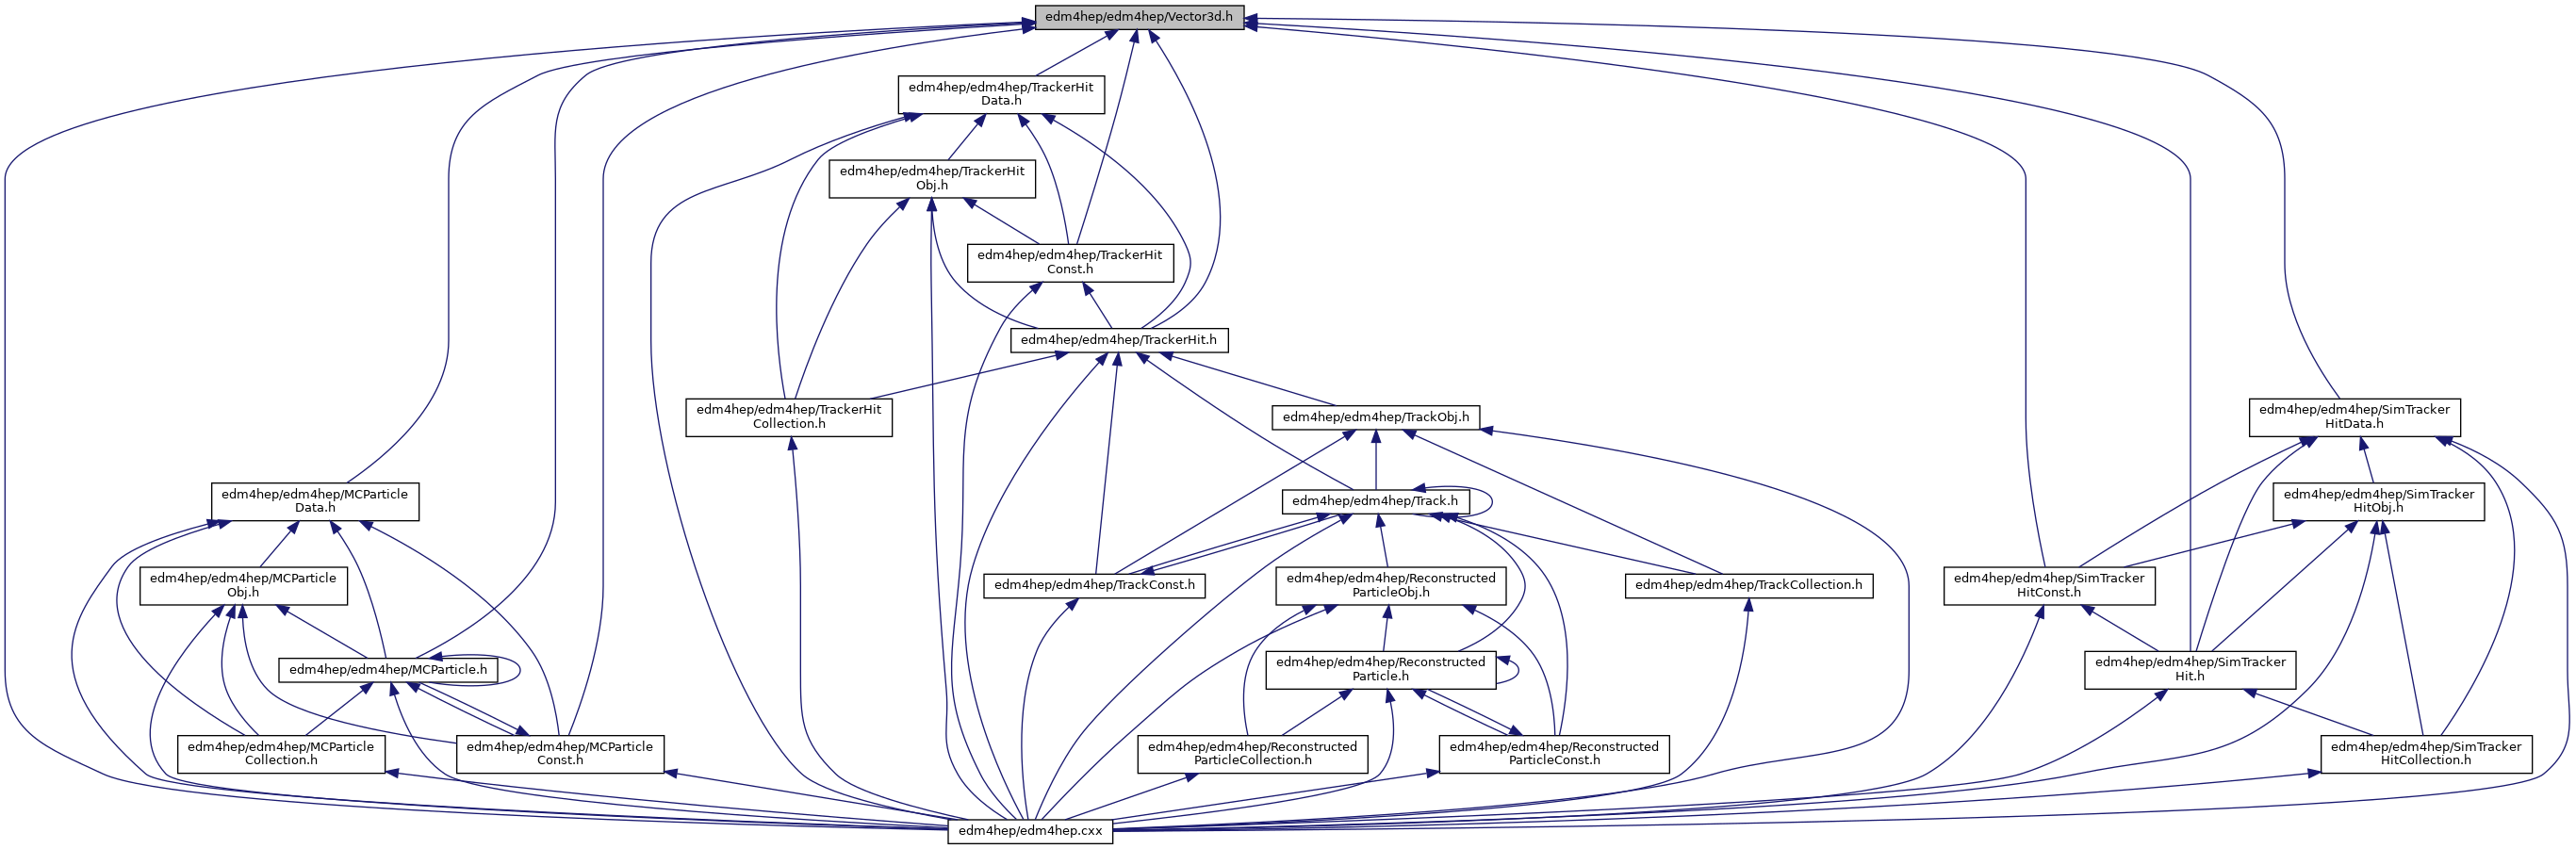 edm4hep/edm4hep/Vector3d.h
edm4hep/edm4hep/TrackerHit
Data.h
edm4hep/edm4hep/TrackerHit
Obj.h
edm4hep/edm4hep/TrackerHit
Const.h
edm4hep/edm4hep/TrackerHit.h
edm4hep/edm4hep/TrackerHit
Collection.h
edm4hep/edm4hep/TrackObj.h
edm4hep/edm4hep/SimTracker
HitData.h
edm4hep/edm4hep/MCParticle
Data.h
edm4hep/edm4hep/Track.h
edm4hep/edm4hep/SimTracker
HitObj.h
edm4hep/edm4hep/MCParticle
Obj.h
edm4hep/edm4hep/TrackConst.h
edm4hep/edm4hep/Reconstructed
ParticleObj.h
edm4hep/edm4hep/TrackCollection.h
edm4hep/edm4hep/SimTracker
HitConst.h
edm4hep/edm4hep/MCParticle.h
edm4hep/edm4hep/Reconstructed
Particle.h
edm4hep/edm4hep/SimTracker
Hit.h
edm4hep/edm4hep/MCParticle
Collection.h
edm4hep/edm4hep/MCParticle
Const.h
edm4hep/edm4hep/Reconstructed
ParticleCollection.h
edm4hep/edm4hep/Reconstructed
ParticleConst.h
edm4hep/edm4hep/SimTracker
HitCollection.h
edm4hep/edm4hep.cxx